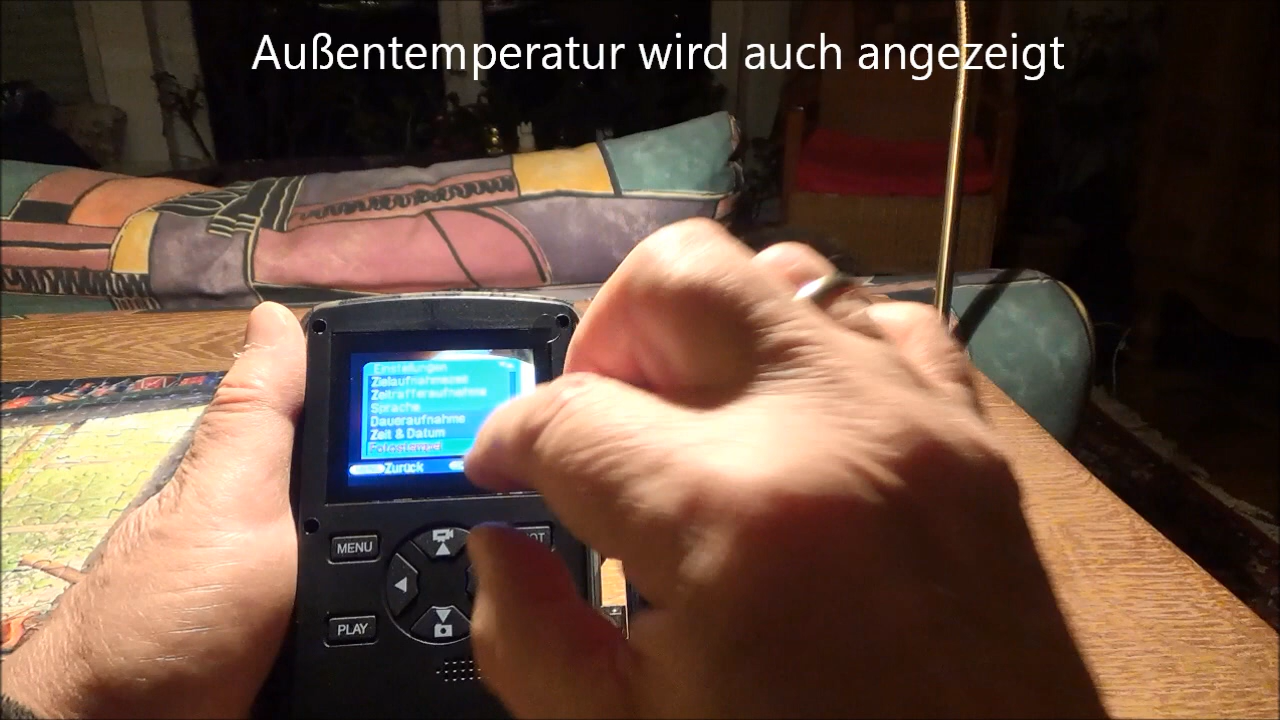 Außentemperatur wird auch angezeigt
Einstellungen
Zeitrafferaufnahme
Sprache
Daueraufnahme
Zeit & Datum
Zurück
MENU
PLAY